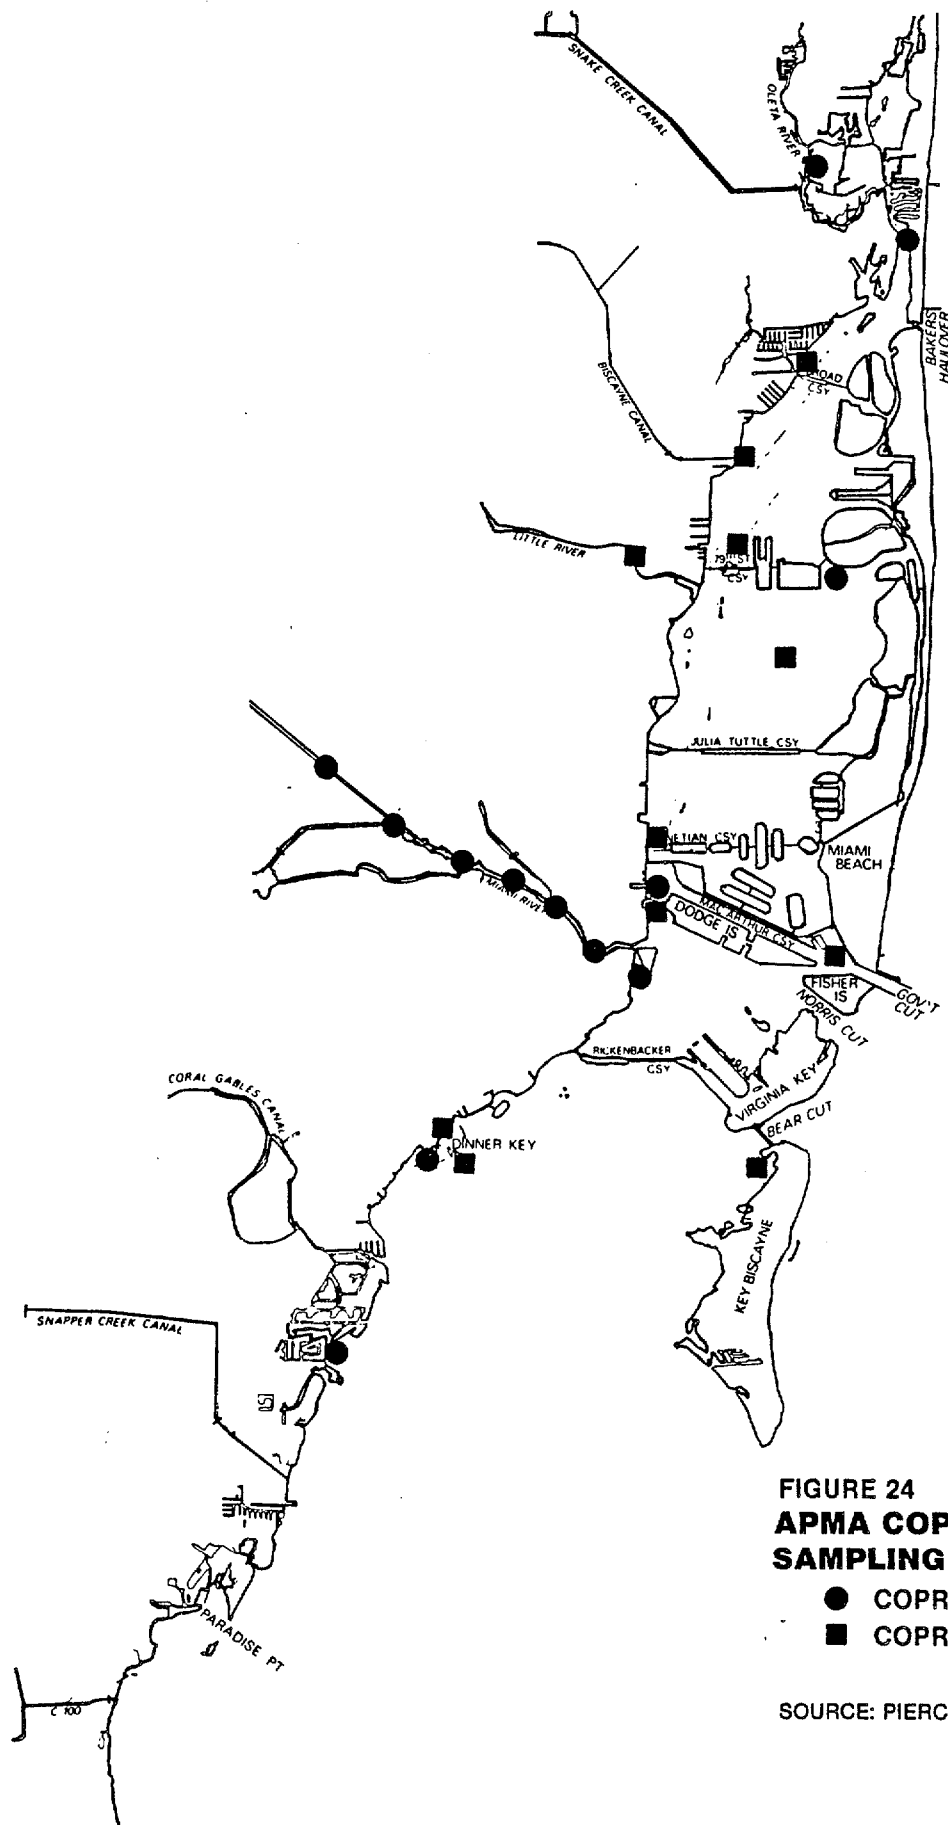 SNAKE CREEK CANAL
OLETA RIVER
BAKERS
HAULOVER
BISCAYNE CANAL
CSY
LITTLE RIVER
79 ST
CSY
JULIA TUTTLE CSY
NETIAN CSY
MIAMI
BEACH
MIAMI RIVE
MAC ARTHUR CSY
DODGE IS
FISHER
IS
GOV'T
CUT
NORRIS CUT
RICKENBACKER
CSY
VIRGINIA KEY
BEAR CUT
CORAL GABLES CANAL
DINNER KEY
KEY BISCAYNE
SNAPPER CREEK CANAL
PARADISE PT
C 100
FIGURE 24
APMA COP
SAMPLING
COPR
COPR
SOURCE: PIERC